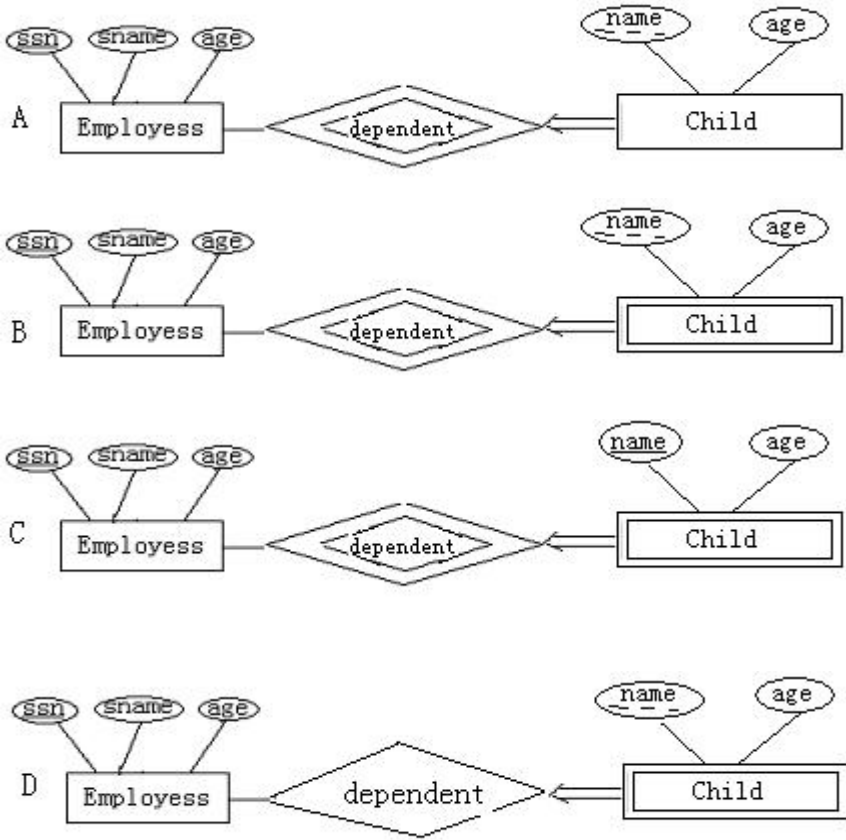 ssn sname age name age
A Employess dependent Child
ssn sname age name age
B Employess dependent Child
ssn sname age name age
C Employess dependent Child
ssn sname age name age
D Employess dependent Child